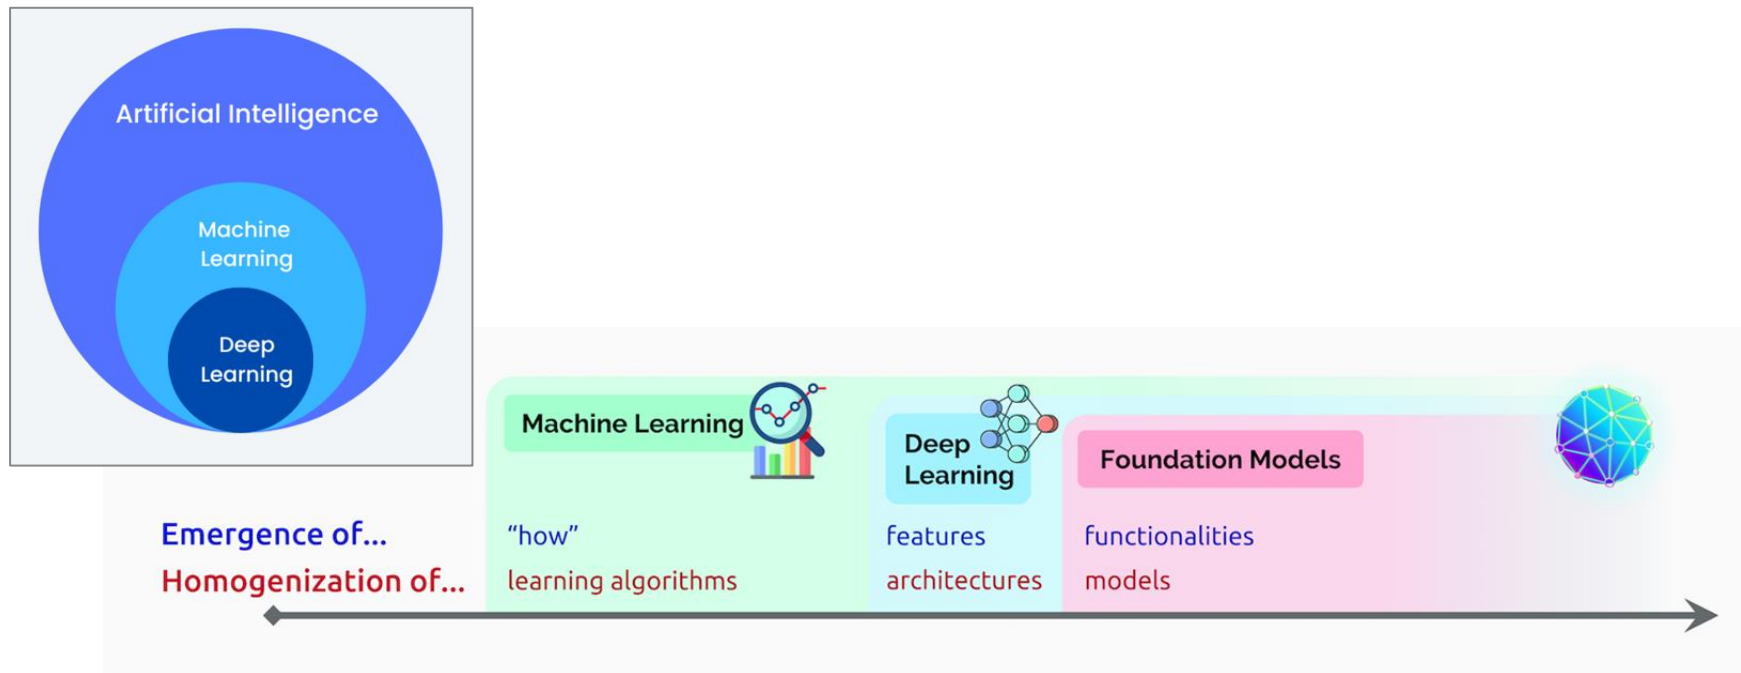 Artificial Intelligence
Machine
Learning
Deep
Learning
Machine Learning
Deep
Learning
Foundation Models
Emergence of...
“how”
features
functionalities
Homogenization of...
learning algorithms
architectures
models